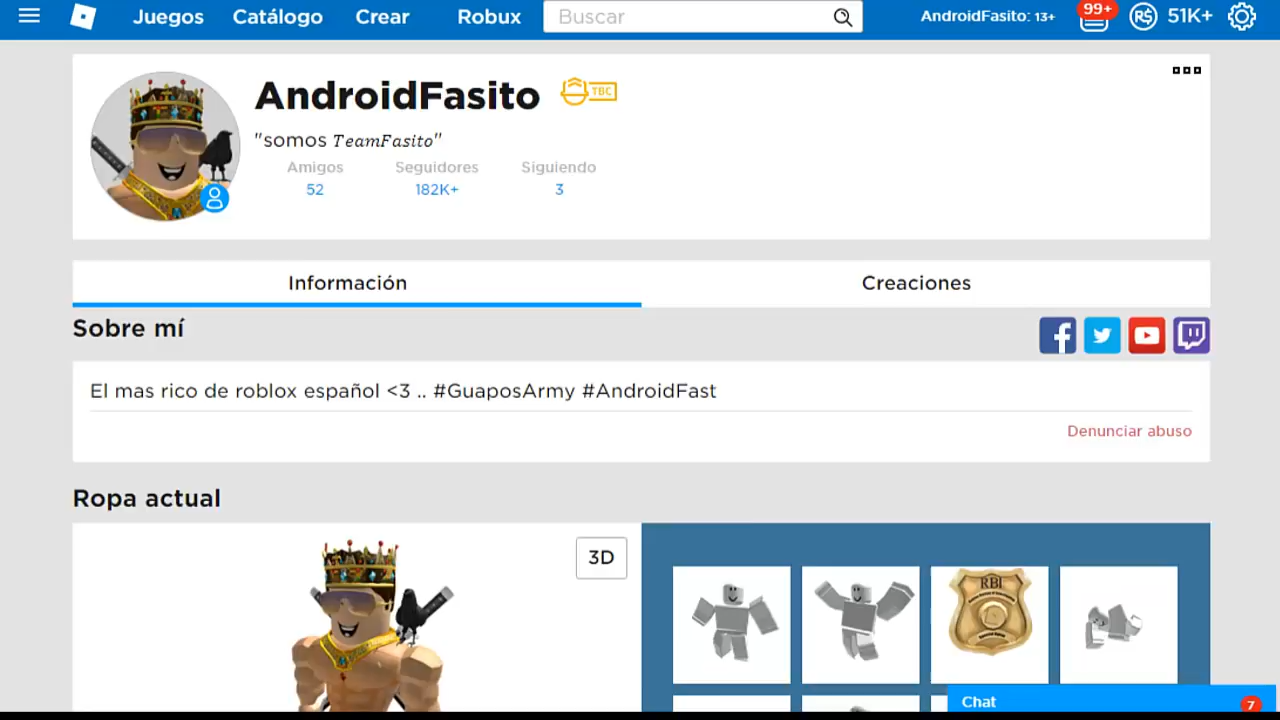 Juegos Catálogo Crear Robux Buscar AndroidFasito: 13+ 99+ R$ 51K+
AndroidFasito TBC
"somos TeamFasito"
Amigos Seguidores Siguiendo
52 182K+ 3
Información Creaciones
Sobre mí
El mas rico de roblox español <3 .. #GuaposArmy #AndroidFast
Denunciar abuso
Ropa actual
3D
RBI
Chat 7